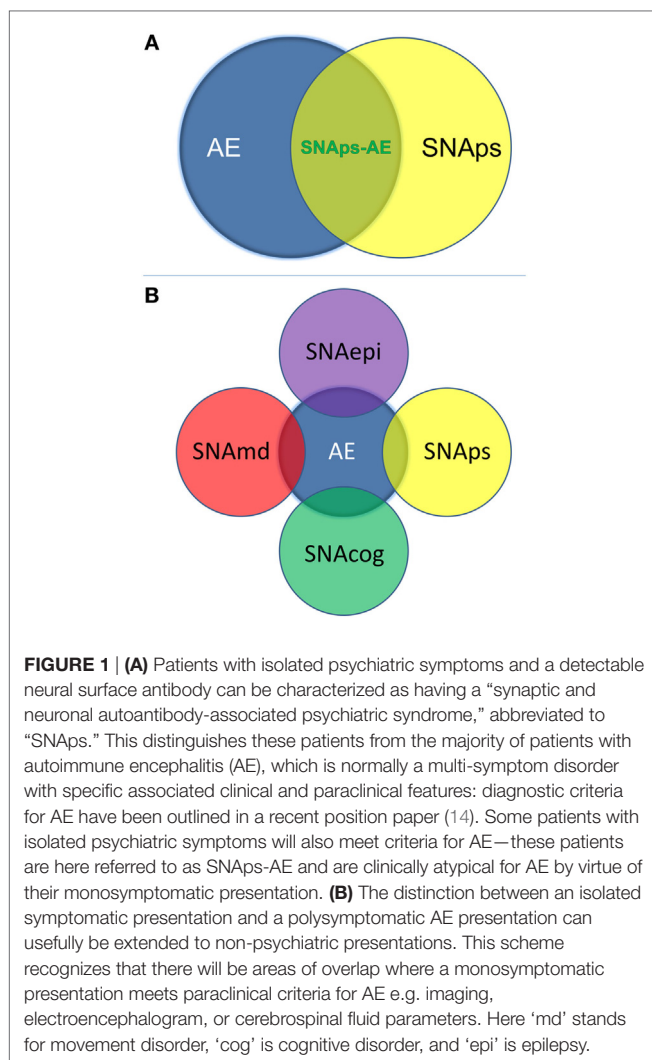 A
AE
SNAps-AE
SNAps
B
SNAepi
SNAmd
AE
SNAps
SNAcog
FIGURE 1 | (A) Patients with isolated psychiatric symptoms and a detectable
neural surface antibody can be characterized as having a “synaptic and
neuronal autoantibody-associated psychiatric syndrome,” abbreviated to
“SNAps.” This distinguishes these patients from the majority of patients with
autoimmune encephalitis (AE), which is normally a multi-symptom disorder
with specific associated clinical and paraclinical features: diagnostic criteria
for AE have been outlined in a recent position paper (14). Some patients with
isolated psychiatric symptoms will also meet criteria for AE—these patients
are here referred to as SNAps-AE and are clinically atypical for AE by virtue of
their monosymptomatic presentation. (B) The distinction between an isolated
symptomatic presentation and a polysymptomatic AE presentation can
usefully be extended to non-psychiatric presentations. This scheme
recognizes that there will be areas of overlap where a monosymptomatic
presentation meets paraclinical criteria for AE e.g. imaging,
electroencephalogram, or cerebrospinal fluid parameters. Here ‘md’ stands
for movement disorder, ‘cog’ is cognitive disorder, and ‘epi’ is epilepsy.